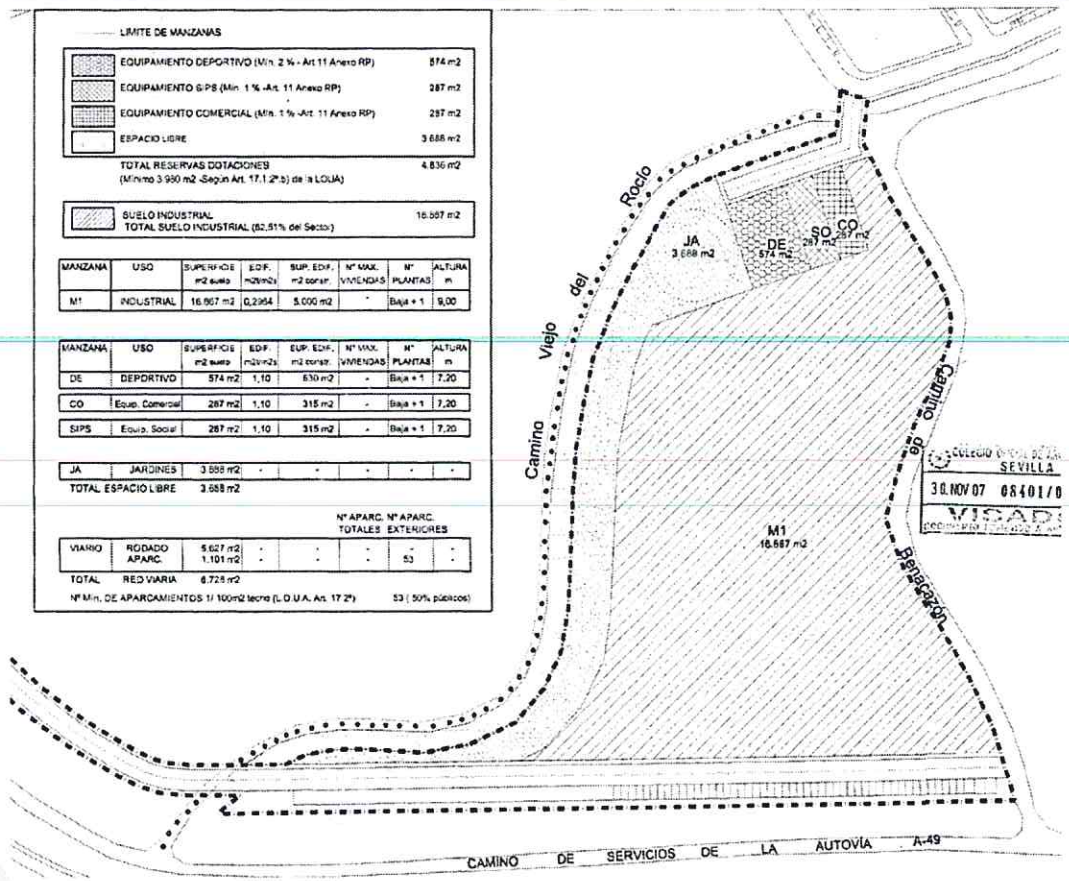 LIMITE DE MANZANAS
EQUIPAMIENTO DEPORTIVO (Min. 2 % - Art 11 Anexo RP) 574 m2
EQUIPAMIENTO SIPS (Min. 1 % -Art. 11 Anexo RP) 287 m2
EQUIPAMIENTO COMERCIAL (Min. 1 % -Art. 11 Anexo RP) 287 m2
ESPACIO LIBRE 3.688 m2
TOTAL RESERVAS DOTACIONES 4.836 m2
(Mínimo 3.980 m2 -Según Art. 17.1.2ª.b) de la LOUA)
SUELO INDUSTRIAL 16.867 m2
TOTAL SUELO INDUSTRIAL (62,51% del Sector)
MANZANA USO SUPERFICIE EDIF. SUP. EDIF. Nº MAX. Nº ALTURA
m2 suelo m2t/m2s m2 constr. VIVIENDAS PLANTAS m
M1 INDUSTRIAL 16.867 m2 0,2964 5.000 m2 - Baja + 1 9,00
MANZANA USO SUPERFICIE EDIF. SUP. EDIF. Nº MAX. Nº ALTURA
m2 suelo m2t/m2s m2 constr. VIVIENDAS PLANTAS m
DE DEPORTIVO 574 m2 1,10 630 m2 - Baja + 1 7,20
CO Equip. Comercial 287 m2 1,10 315 m2 - Baja + 1 7,20
SIPS Equip. Social 287 m2 1,10 315 m2 - Baja + 1 7,20
JA JARDINES 3.688 m2 - - - - -
TOTAL ESPACIO LIBRE 3.688 m2
Nº APARC. Nº APARC.
TOTALES EXTERIORES
VIARIO RODADO 5.627 m2 - - - -
APARC. 1.101 m2 - - 53 -
TOTAL RED VIARIA 6.728 m2
Nº Min. DE APARCAMIENTOS 1/ 100m2 techo (L.O.U.A. Art. 17 2ª) 53 ( 50% públicos)
Camino Viejo del Rocío
JA
3.688 m2
DE
574 m2
SO
287 m2
CO
287 m2
M1
16.867 m2
Camino de Benacazón
COLEGIO
SEVILLA
30. NOV 07 08401/0
VISAD
CAMINO DE SERVICIOS DE LA AUTOVÍA A-49